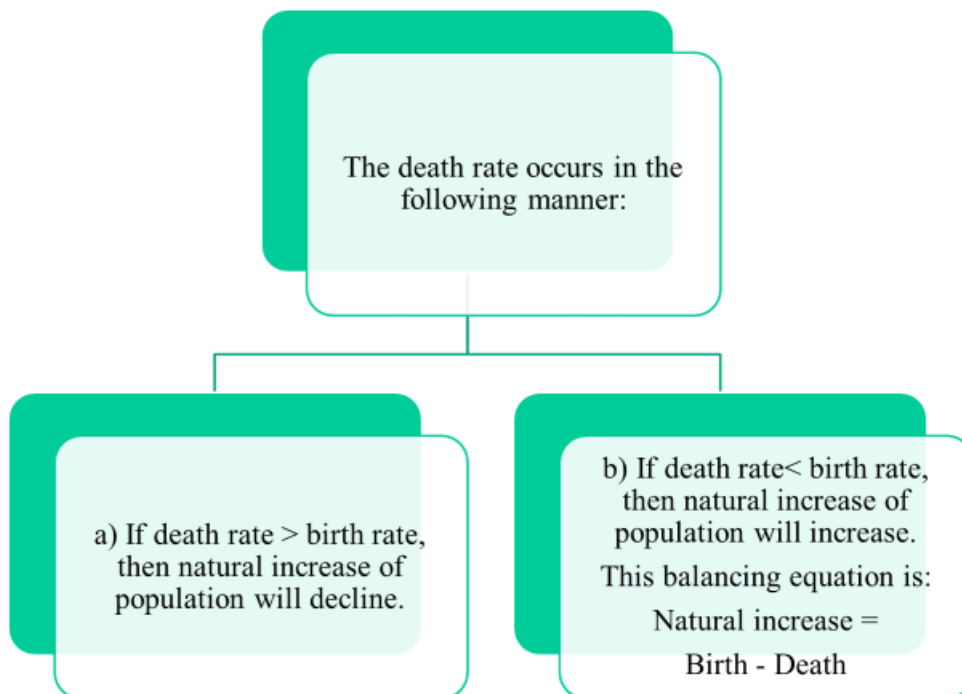 The death rate occurs in the
following manner:
a) If death rate > birth rate,
then natural increase of
population will decline.
b) If death rate< birth rate,
then natural increase of
population will increase.
This balancing equation is:
Natural increase =
Birth - Death